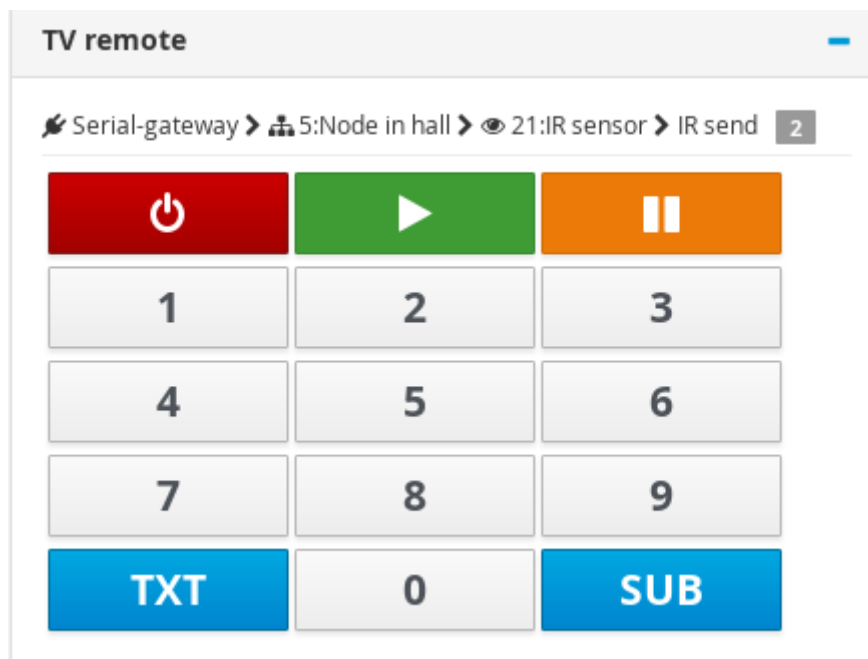 TV remote
Serial-gateway 5:Node in hall 21:IR sensor IR send 2
1 2 3
4 5 6
7 8 9
TXT 0 SUB